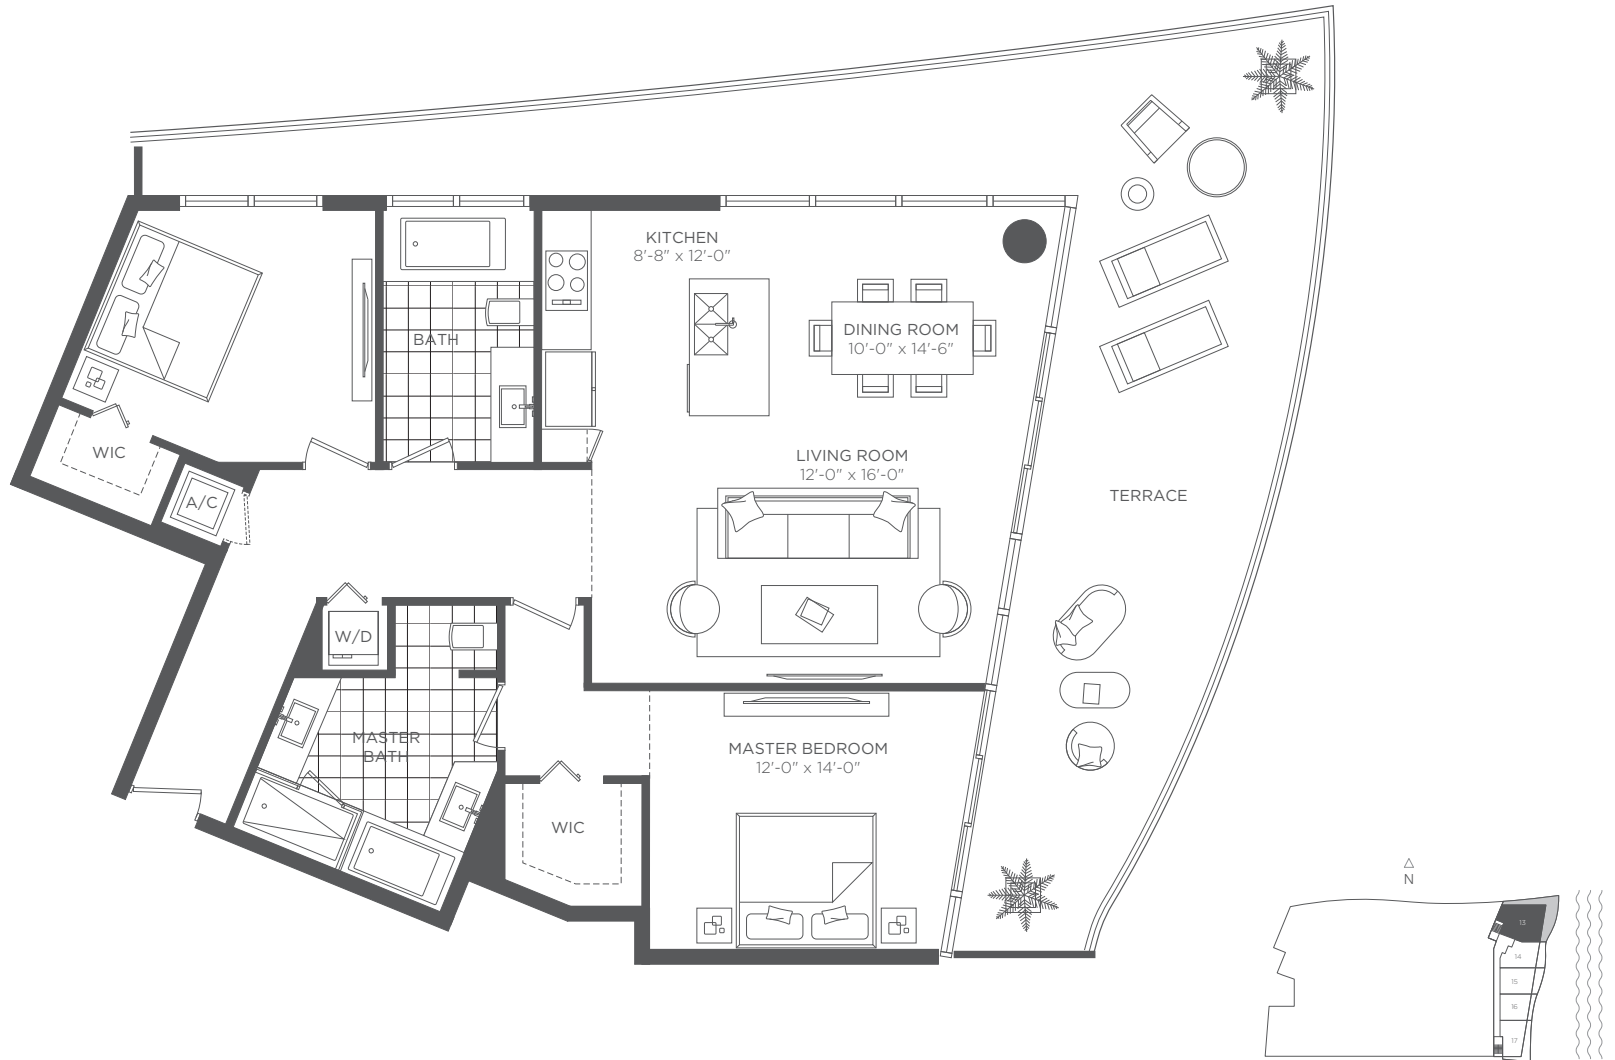 KITCHEN
8'-8" x 12'-0"
DINING ROOM
10'-0" x 14'-6"
BATH
WIC
A/C
LIVING ROOM
12'-0" x 16'-0"
TERRACE
W/D
MASTER
BATH
MASTER BEDROOM
12'-0" x 14'-0"
WIC
N
13
14
15
16
17